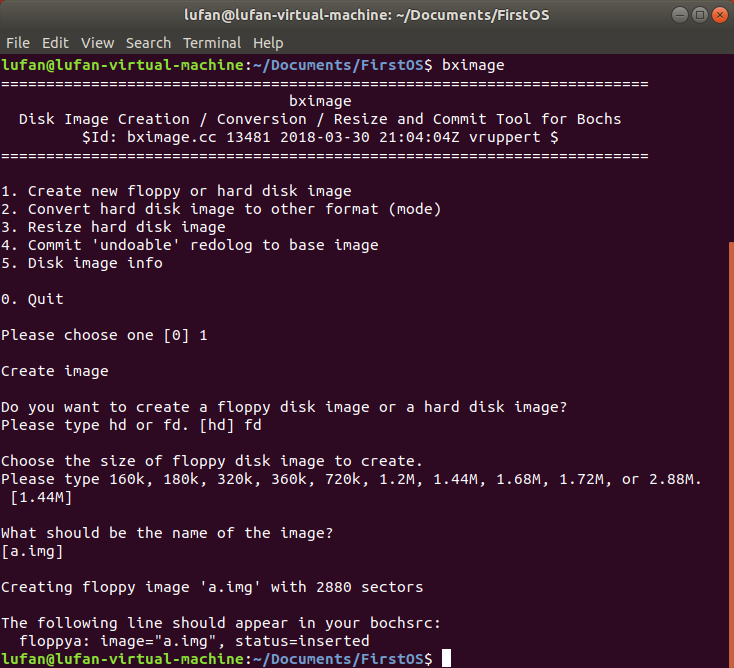 lufan@lufan-virtual-machine: ~/Documents/FirstOS
File Edit View Search Terminal Help
lufan@lufan-virtual-machine:~/Documents/FirstOS$ bximage
========================================================================
                                bximage
  Disk Image Creation / Conversion / Resize and Commit Tool for Bochs
         $Id: bximage.cc 13481 2018-03-30 21:04:04Z vruppert $
========================================================================
1. Create new floppy or hard disk image
2. Convert hard disk image to other format (mode)
3. Resize hard disk image
4. Commit 'undoable' redolog to base image
5. Disk image info
0. Quit
Please choose one [0] 1
Create image
Do you want to create a floppy disk image or a hard disk image?
Please type hd or fd. [hd] fd
Choose the size of floppy disk image to create.
Please type 160k, 180k, 320k, 360k, 720k, 1.2M, 1.44M, 1.68M, 1.72M, or 2.88M.
 [1.44M]
What should be the name of the image?
[a.img]
Creating floppy image 'a.img' with 2880 sectors
The following line should appear in your bochsrc:
  floppya: image="a.img", status=inserted
lufan@lufan-virtual-machine:~/Documents/FirstOS$